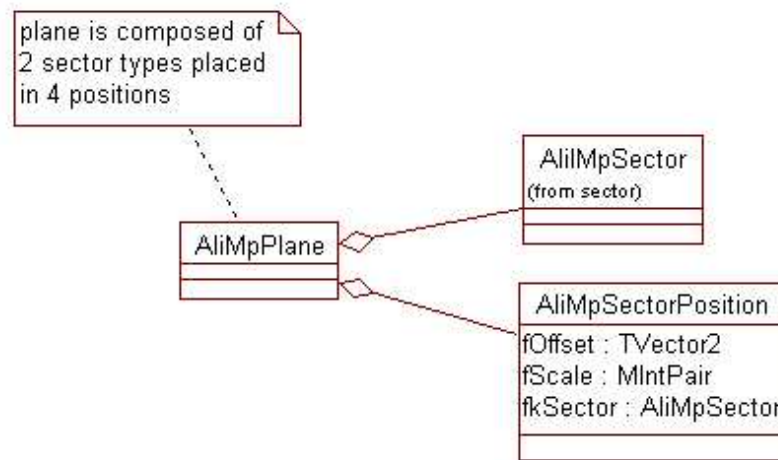 plane is composed of
2 sector types placed
in 4 positions
AliIMpSector
(from sector)
AliMpPlane
AliMpSectorPosition
fOffset : TVector2
fScale : MIntPair
fkSector : AliMpSector